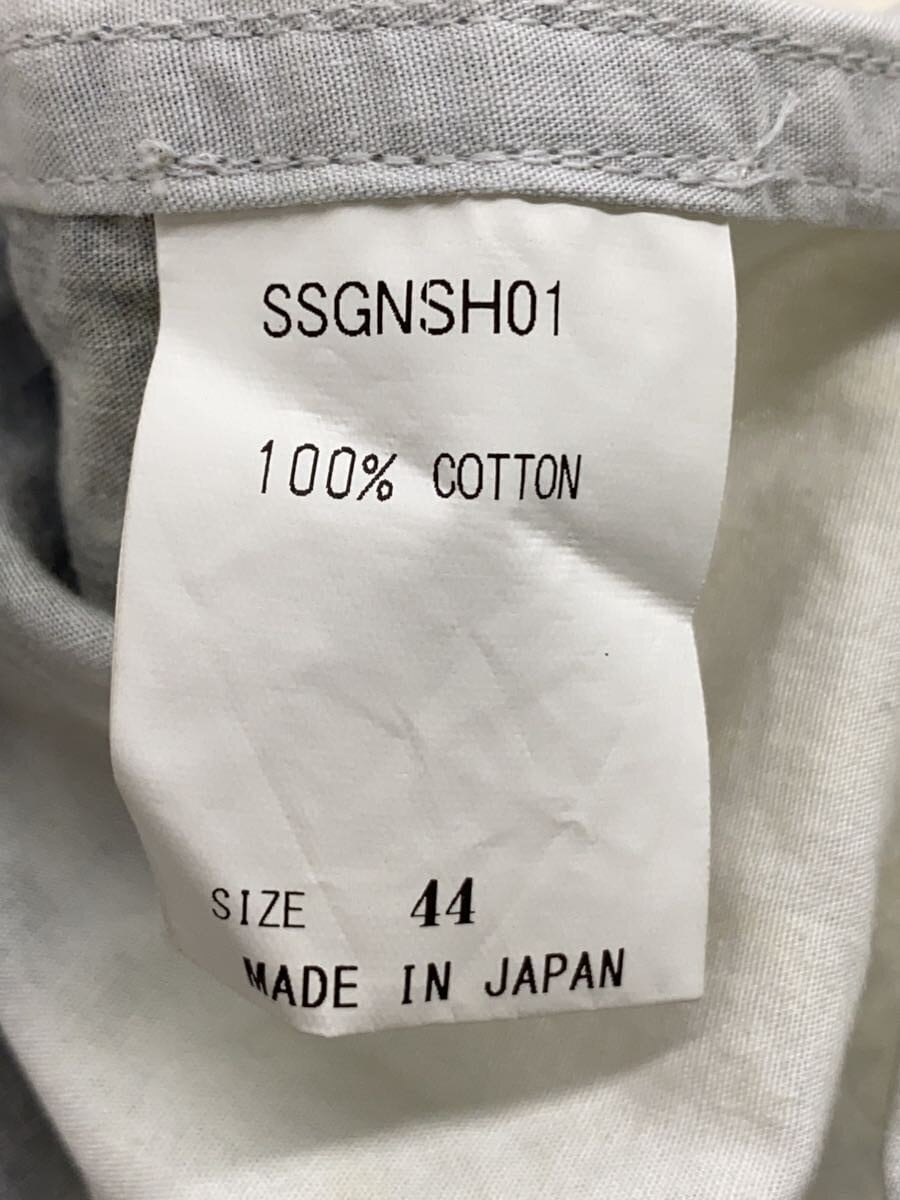 SSGNSH01
100% COTTON
SIZE 44
MADE IN JAPAN